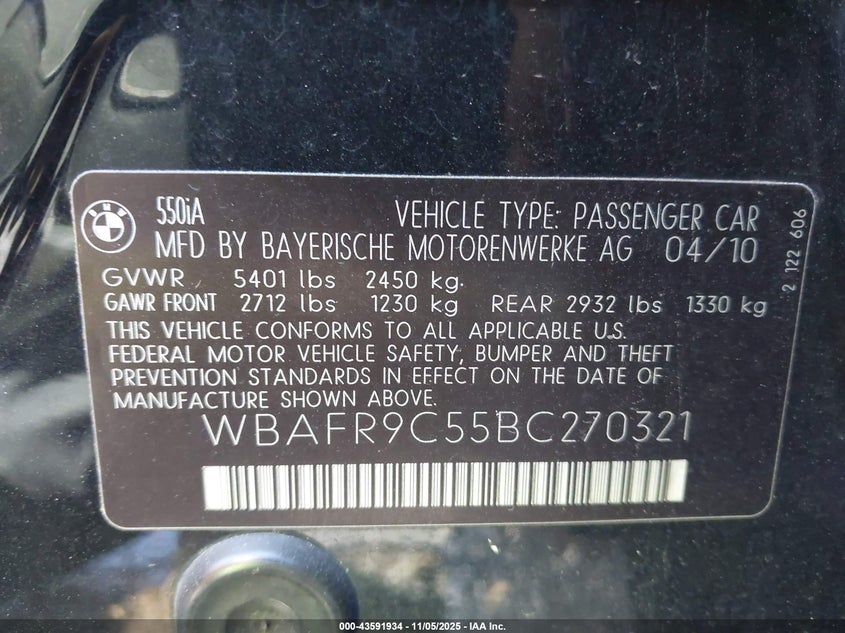 BMW
550iA
VEHICLE TYPE: PASSENGER CAR
MFD BY BAYERISCHE MOTORENWERKE AG 04/10
GVWR 5401 lbs 2450 kg.
GAWR FRONT 2712 lbs 1230 kg REAR 2932 lbs 1330 kg
THIS VEHICLE CONFORMS TO ALL APPLICABLE U.S.
FEDERAL MOTOR VEHICLE SAFETY, BUMPER AND THEFT
PREVENTION STANDARDS IN EFFECT ON THE DATE OF
MANUFACTURE SHOWN ABOVE.
WBAFR9C55BC270321
2 122 606
000-43591934 - 11/05/2025 - IAA Inc.